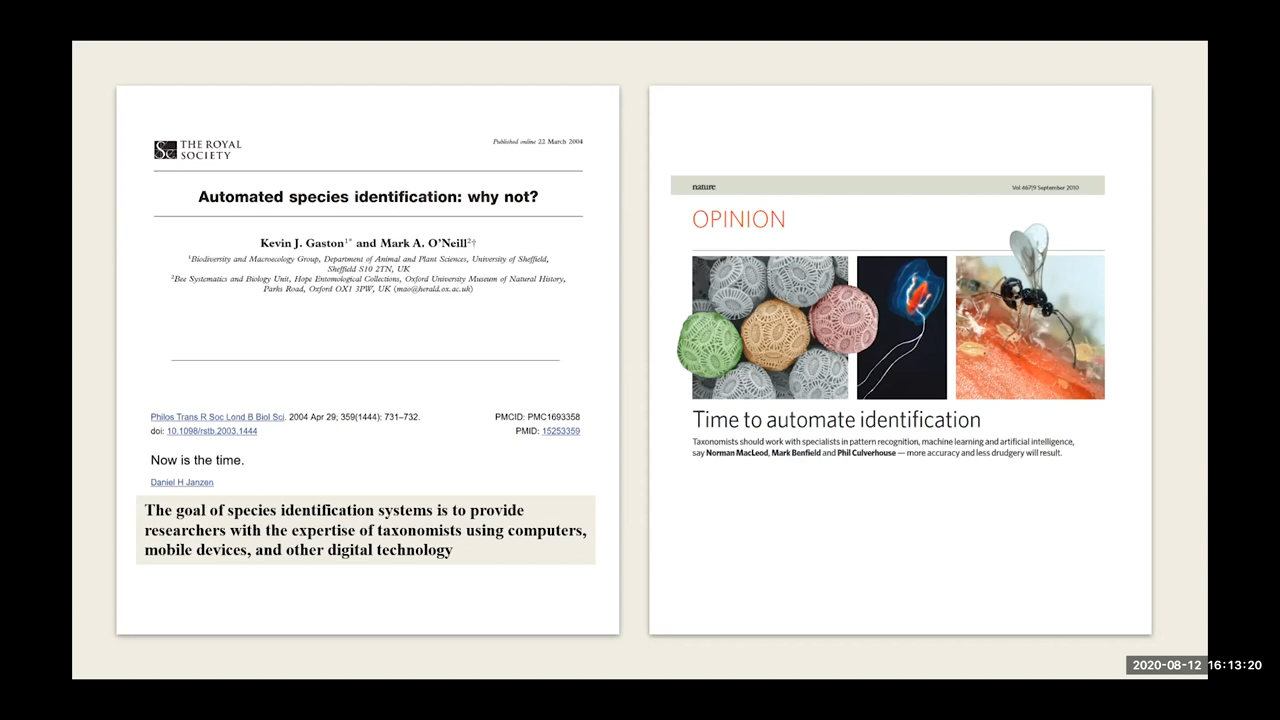 THE ROYAL
SOCIETY
Published online 22 March 2004
Automated species identification: why not?
Kevin J. Gaston1* and Mark A. O'Neill2†
1Biodiversity and Macroecology Group, Department of Animal and Plant Sciences, University of Sheffield,
Sheffield S10 2TN, UK
2Bee Systematics and Biology Unit, Hope Entomological Collections, Oxford University Museum of Natural History,
Parks Road, Oxford OX1 3PW, UK (mao@herald.ox.ac.uk)
Philos Trans R Soc Lond B Biol Sci. 2004 Apr 29; 359(1444): 731–732.
PMCID: PMC1693358
doi: 10.1098/rstb.2003.1444
PMID: 15253359
Now is the time.
Daniel H Janzen
The goal of species identification systems is to provide
researchers with the expertise of taxonomists using computers,
mobile devices, and other digital technology
nature
Vol 467|9 September 2010
OPINION
Time to automate identification
Taxonomists should work with specialists in pattern recognition, machine learning and artificial intelligence,
say Norman MacLeod, Mark Benfield and Phil Culverhouse — more accuracy and less drudgery will result.
2020-08-12 16:13:20